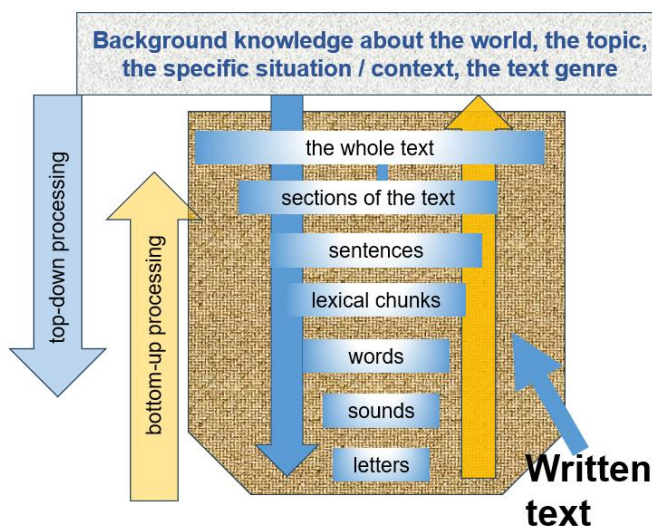 Background knowledge about the world, the topic,
the specific situation / context, the text genre
top-down processing
bottom-up processing
the whole text
sections of the text
sentences
lexical chunks
words
sounds
letters
Written
text